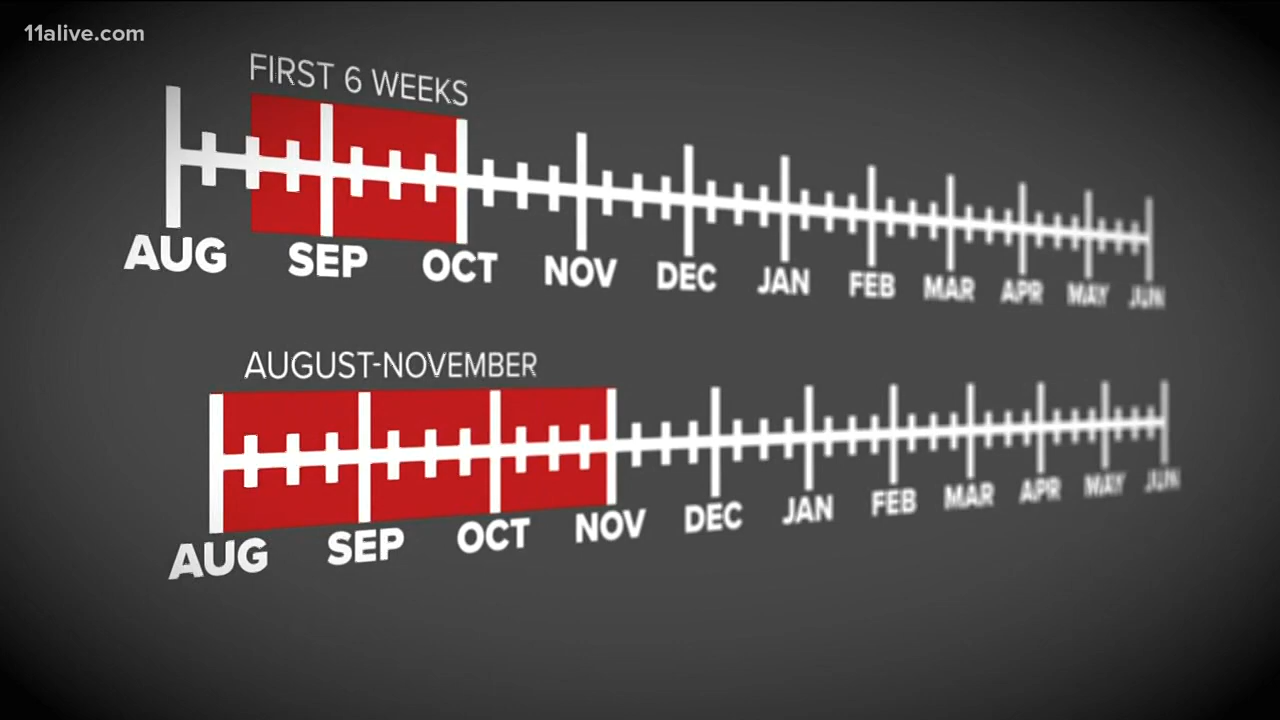 11alive.com
FIRST 6 WEEKS
AUG SEP OCT NOV DEC JAN FEB MAR APR MAY JUN
AUGUST-NOVEMBER
AUG SEP OCT NOV DEC JAN FEB MAR APR MAY JUN